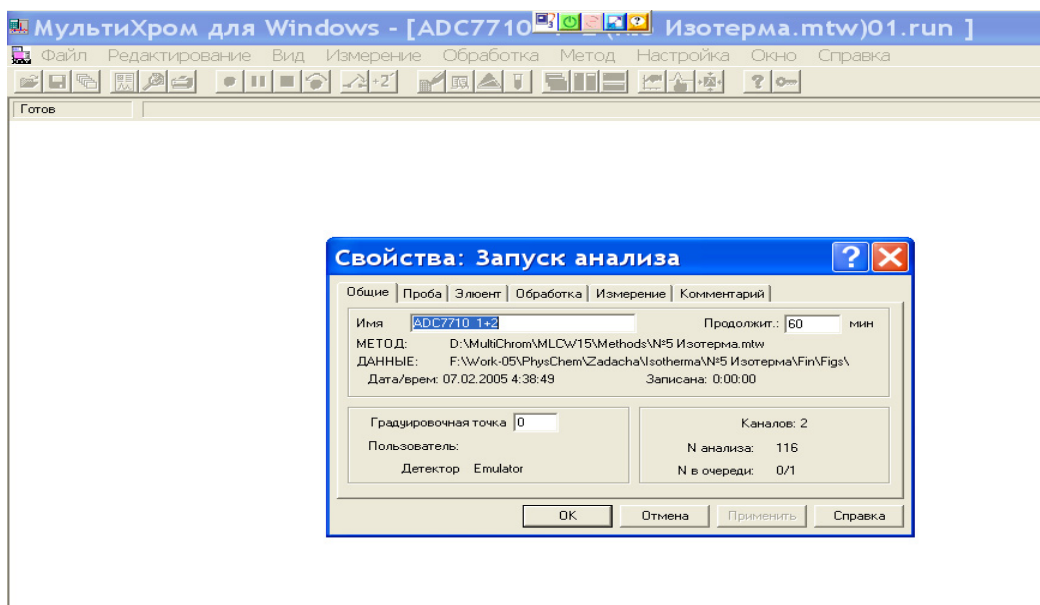 МультиХром для Windows - [ADC7710 Изотерма.mtw)01.run ]
Файл Редактирование Вид Измерение Обработка Метод Настройка Окно Справка
Готов
Свойства: Запуск анализа
Общие Проба Элюент Обработка Измерение Комментарий
Имя ADC7710 1+2 Продолжит.: 60 мин
МЕТОД: D:\MultiChrom\MLCW15\Methods\№5 Изотерма.mtw
ДАННЫЕ: F:\Work-05\PhysChem\Zadacha\Isotherma\№5 Изотерма\Fin\Figs\
Дата/врем: 07.02.2005 4:38:49 Записана: 0:00:00
Градуировочная точка 0 Каналов: 2
Пользователь: N анализа: 116
Детектор Emulator N в очереди: 0/1
OK Отмена Применить Справка